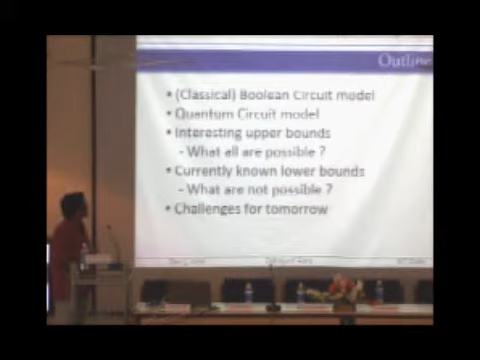 Outline
• (Classical) Boolean Circuit model
• Quantum Circuit model
• Interesting upper bounds
- What all are possible ?
• Currently known lower bounds
- What are not possible ?
• Challenges for tomorrow